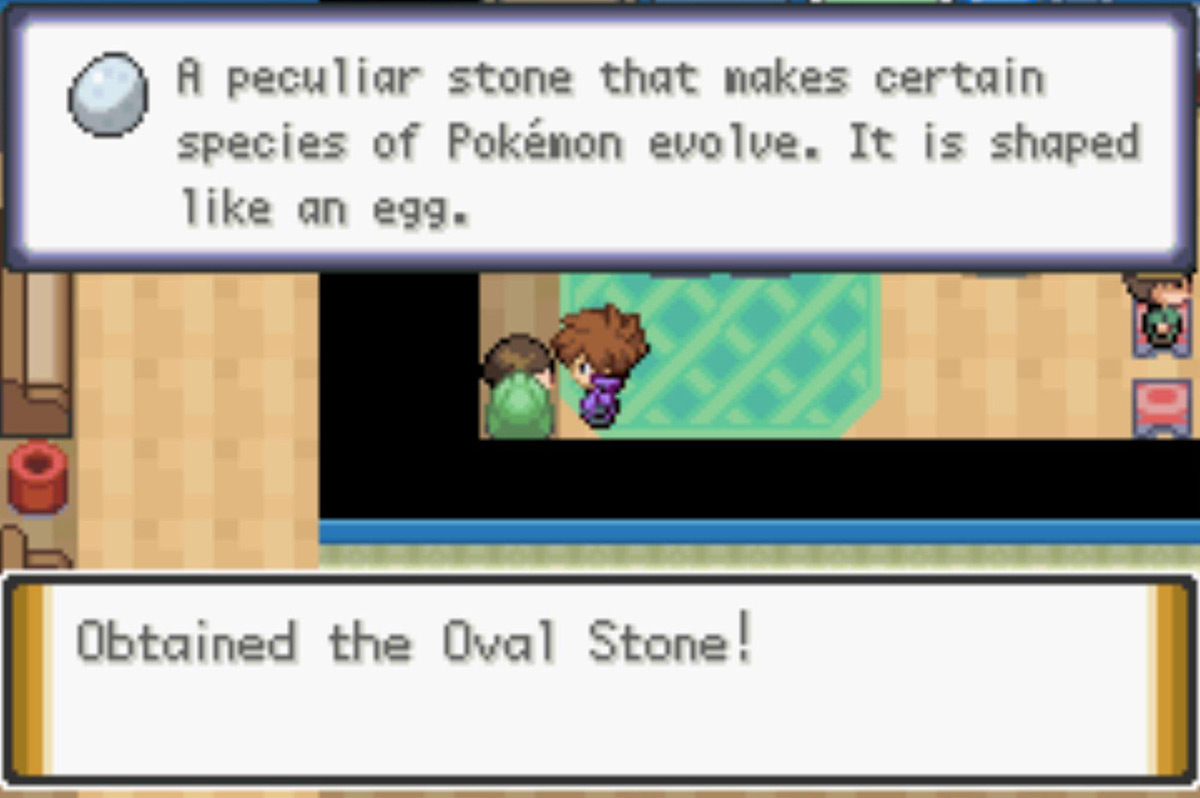 A peculiar stone that makes certain
species of Pokémon evolve. It is shaped
like an egg.
Obtained the Oval Stone!